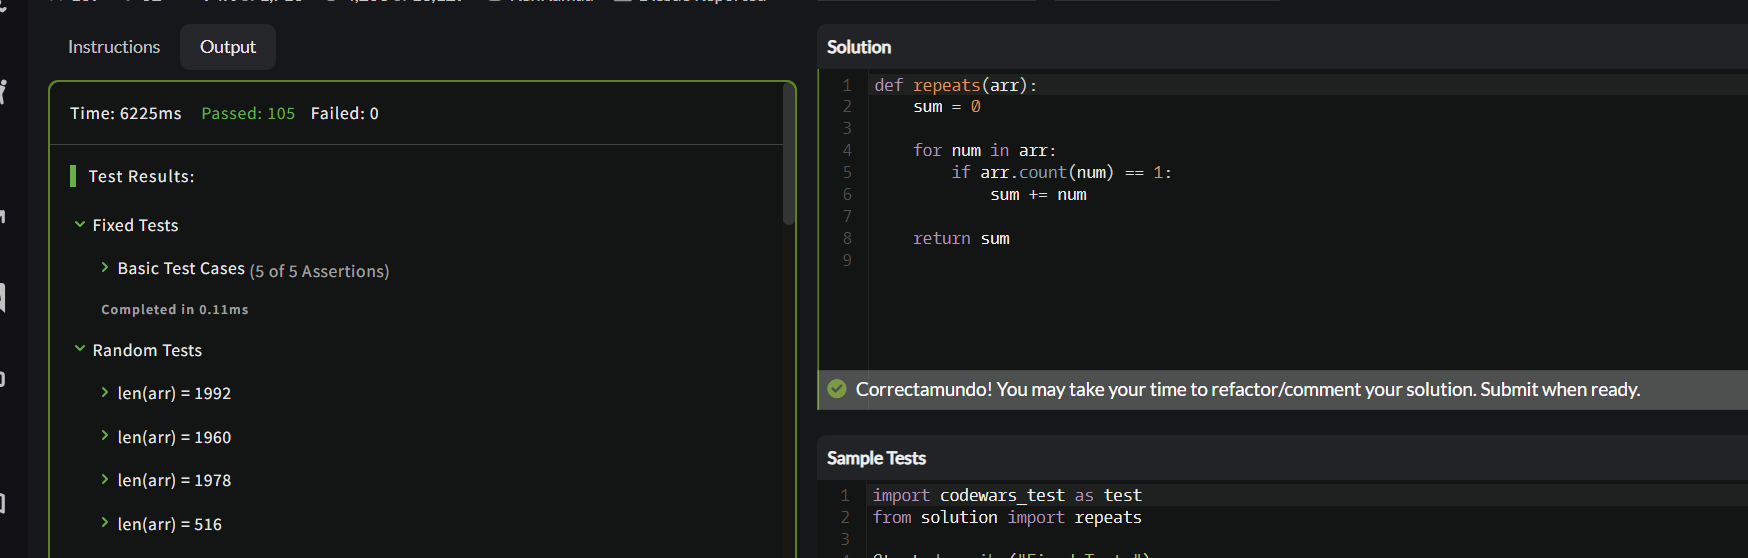 Instructions
Output
Time: 6225ms Passed: 105 Failed: 0
Test Results:
Fixed Tests
Basic Test Cases (5 of 5 Assertions)
Completed in 0.11ms
Random Tests
len(arr) = 1992
len(arr) = 1960
len(arr) = 1978
len(arr) = 516
Solution
1 def repeats(arr):
2     sum = 0
3
4     for num in arr:
5         if arr.count(num) == 1:
6             sum += num
7
8     return sum
9
Correctamundo! You may take your time to refactor/comment your solution. Submit when ready.
Sample Tests
1 import codewars_test as test
2 from solution import repeats
3